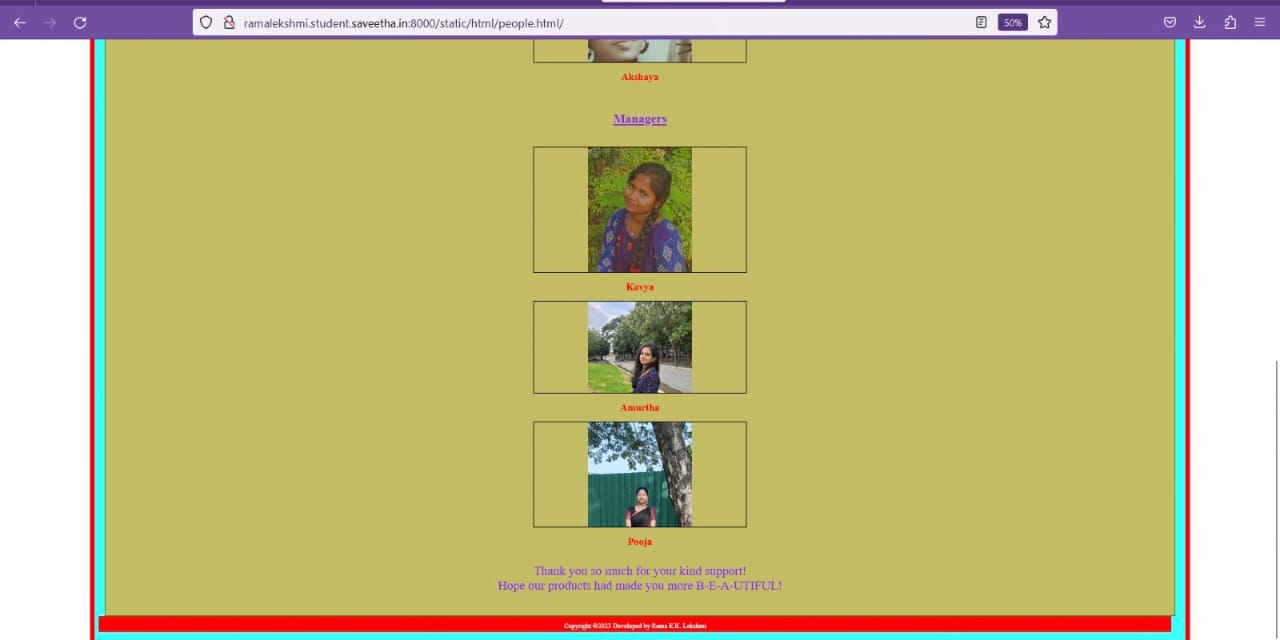 ramalekshmi.student.saveetha.in:8000/static/html/people.html/
50%
Akshaya
Managers
Kavya
Amurtha
Pooja
Thank you so much for your kind support!
Hope our products had made you more B-E-A-UTIFUL!
Copyright ©2023 Developed by Rama E.K. Lekshmi